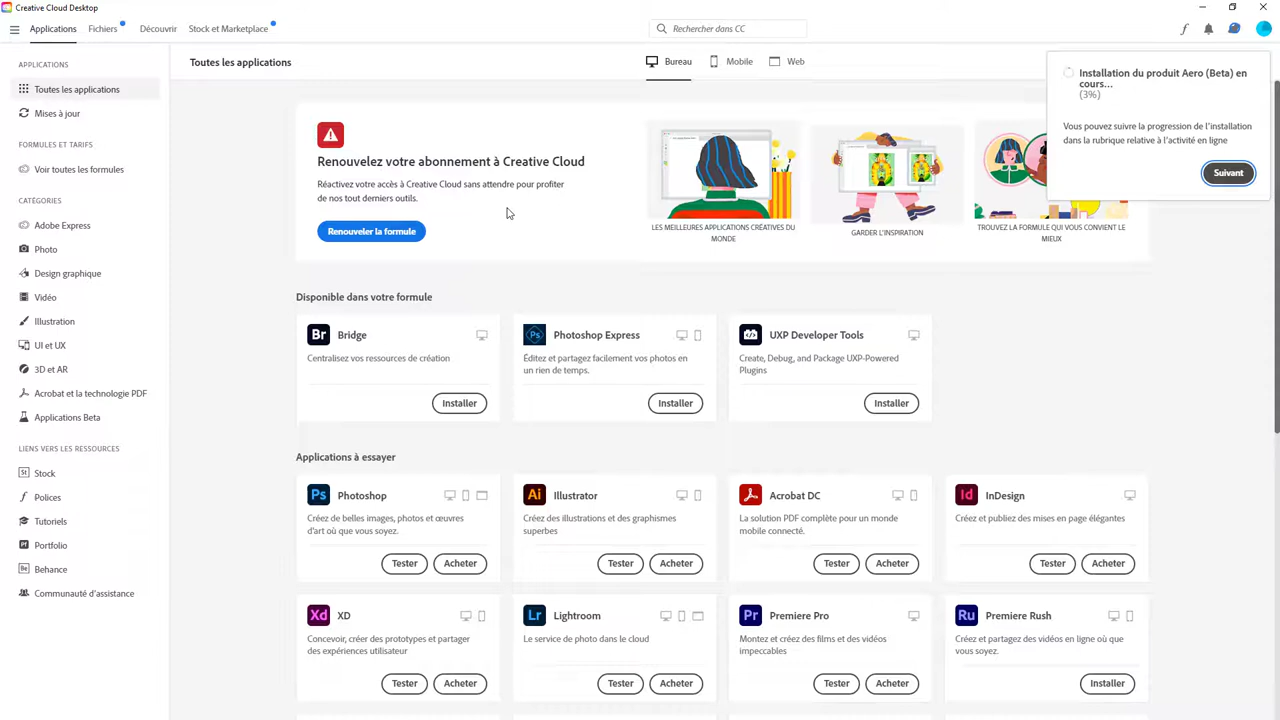 Creative Cloud Desktop
Applications Fichiers Découvrir Stock et Marketplace
Rechercher dans CC
APPLICATIONS
Toutes les applications
Mises à jour
FORMULES ET TARIFS
Voir toutes les formules
CATÉGORIES
Adobe Express
Photo
Design graphique
Vidéo
Illustration
UI et UX
3D et AR
Acrobat et la technologie PDF
Applications Beta
LIENS VERS LES RESSOURCES
St Stock
Polices
Tutoriels
Pf Portfolio
Behance
Communauté d'assistance
Toutes les applications
Bureau Mobile Web
Installation du produit Aero (Beta) en
cours...
(3%)
Vous pouvez suivre la progression de l'installation
dans la rubrique relative à l'activité en ligne
Suivant
Renouvelez votre abonnement à Creative Cloud
Réactivez votre accès à Creative Cloud sans attendre pour profiter
de nos tout derniers outils.
Renouveler la formule
LES MEILLEURES APPLICATIONS CRÉATIVES DU
MONDE
GARDER L'INSPIRATION
TROUVEZ LA FORMULE QUI VOUS CONVIENT LE
MIEUX
Disponible dans votre formule
Br Bridge
Centralisez vos ressources de création
Installer
Ps Photoshop Express
Éditez et partagez facilement vos photos en
un rien de temps.
Installer
UXP Developer Tools
Create, Debug, and Package UXP-Powered
Plugins
Installer
Applications à essayer
Ps Photoshop
Créez de belles images, photos et œuvres
d'art où que vous soyez.
Tester Acheter
Ai Illustrator
Créez des illustrations et des graphismes
superbes
Tester Acheter
Acrobat DC
La solution PDF complète pour un monde
mobile connecté.
Tester Acheter
Id InDesign
Créez et publiez des mises en page élégantes
Tester Acheter
Xd XD
Concevoir, créer des prototypes et partager
des expériences utilisateur
Tester Acheter
Lr Lightroom
Le service de photo dans le cloud
Tester Acheter
Pr Premiere Pro
Montez et créez des films et des vidéos
impeccables
Tester Acheter
Ru Premiere Rush
Créez et partagez des vidéos en ligne où que
vous soyez.
Installer